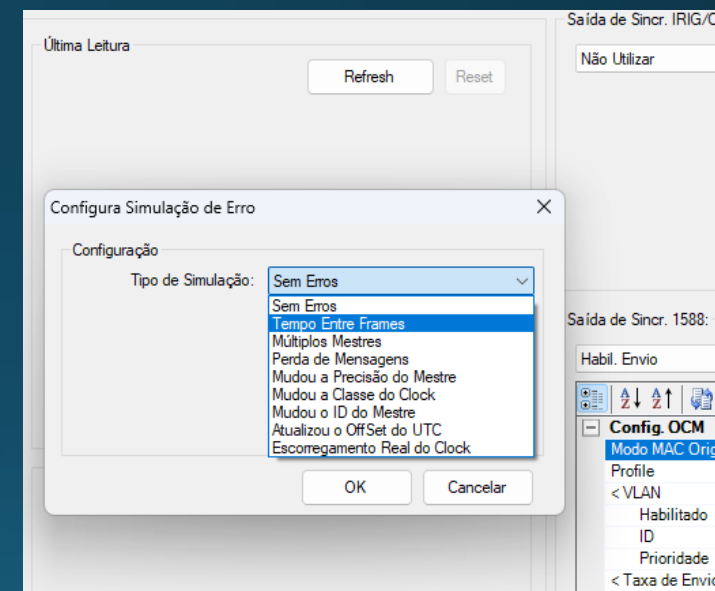 Última Leitura
Refresh
Reset
Saída de Sincr. IRIG/
Não Utilizar
Configura Simulação de Erro
Configuração
Tipo de Simulação:
Sem Erros
Sem Erros
Tempo Entre Frames
Múltiplos Mestres
Perda de Mensagens
Mudou a Precisão do Mestre
Mudou a Classe do Clock
Mudou o ID do Mestre
Atualizou o OffSet do UTC
Escorregamento Real do Clock
OK
Cancelar
Saída de Sincr. 1588:
Habil. Envio
Config. OCM
Modo MAC Orig
Profile
< VLAN
Habilitado
ID
Prioridade
< Taxa de Envio